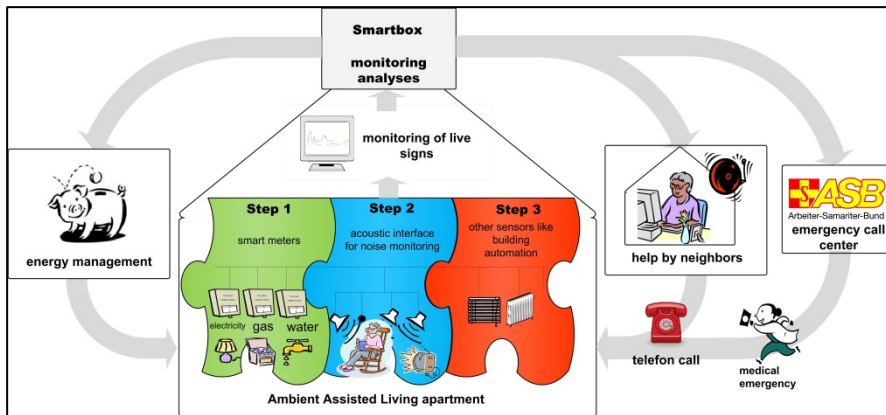 Smartbox
monitoring
analyses
monitoring of live
signs
energy management
Step 1
smart meters
electricity
gas
water
Step 2
acoustic interface
for noise monitoring
Step 3
other sensors like
building
automation
Ambient Assisted Living apartment
help by neighbors
telefon call
S ASB
Arbeiter-Samariter-Bund
emergency call
center
medical
emergency